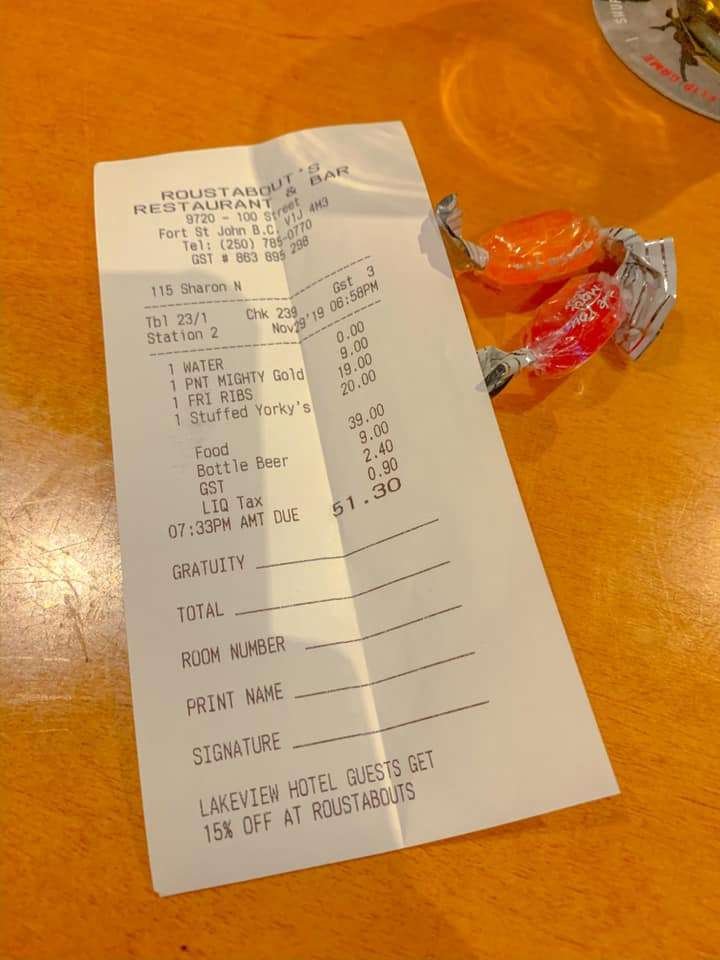 ROUSTABOUT'S
RESTAURANT & BAR
9720 - 100 Street
Fort St John B.C. V1J 4H3
Tel: (250) 785-0770
GST # 863 895 298
115 Sharon N
Tbl 23/1 Chk 239 Gst 3
Station 2 Nov29'19 06:58PM
1 WATER 0.00
1 PNT MIGHTY Gold 9.00
1 FRI RIBS 19.00
1 Stuffed Yorky's 20.00
Food 39.00
Bottle Beer 9.00
GST 2.40
LIQ Tax 0.90
07:33PM AMT DUE 51.30
GRATUITY
TOTAL
ROOM NUMBER
PRINT NAME
SIGNATURE
LAKEVIEW HOTEL GUESTS GET
15% OFF AT ROUSTABOUTS